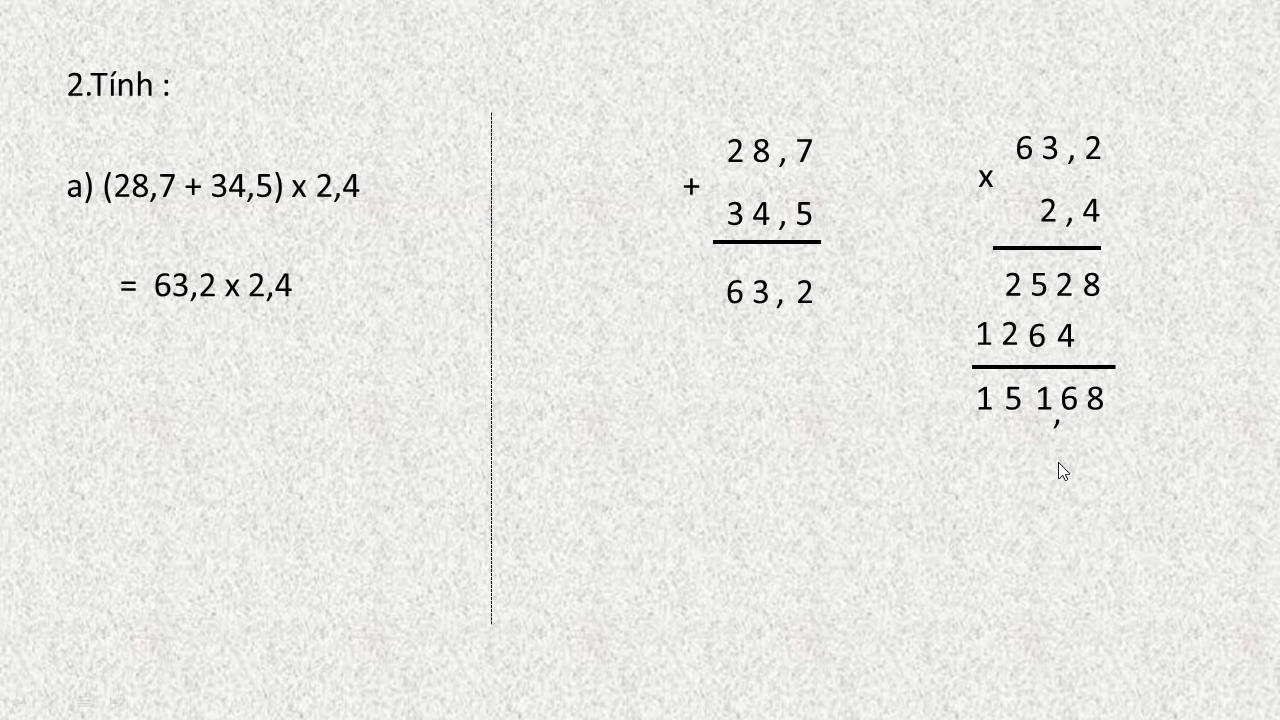 2.Tính :
a) (28,7 + 34,5) x 2,4
= 63,2 x 2,4
28,7
+
34,5
63,2
63,2
x
2,4
2528
1264
151,68